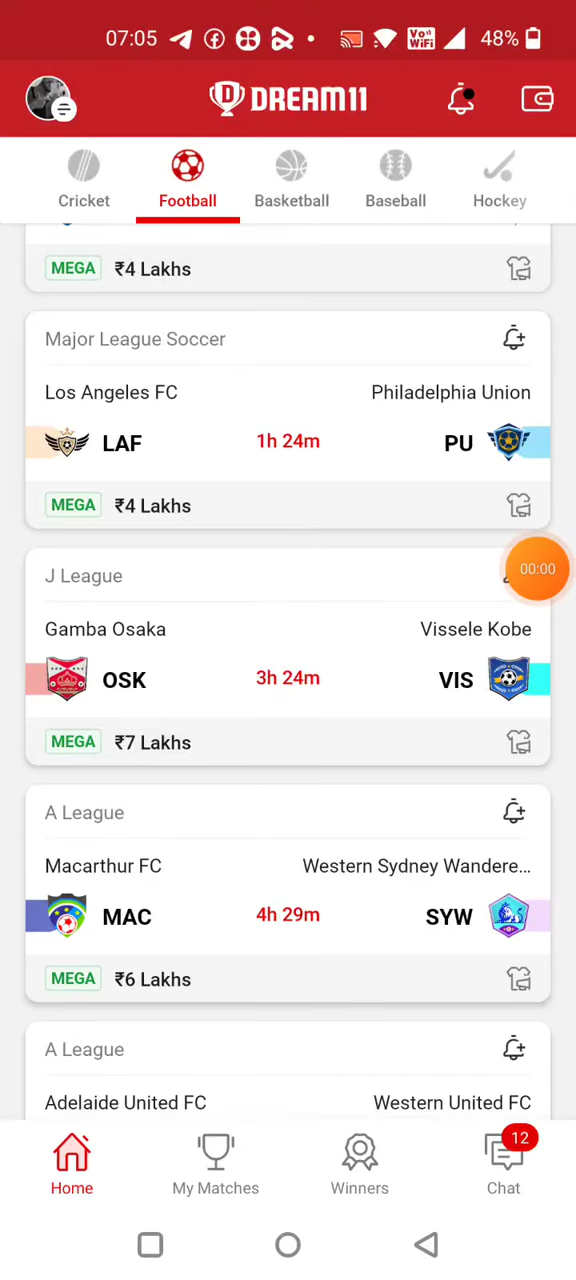 07:05
Vo))
WiFi
48%
DREAM11
Cricket
Football
Basketball
Baseball
Hockey
MEGA ₹4 Lakhs
Major League Soccer
Los Angeles FC
Philadelphia Union
LAF
1h 24m
PU
MEGA ₹4 Lakhs
J League
00:00
Gamba Osaka
Vissele Kobe
OSK
3h 24m
VIS
MEGA ₹7 Lakhs
A League
Macarthur FC
Western Sydney Wandere...
MAC
4h 29m
SYW
MEGA ₹6 Lakhs
A League
Adelaide United FC
Western United FC
12
Home
My Matches
Winners
Chat